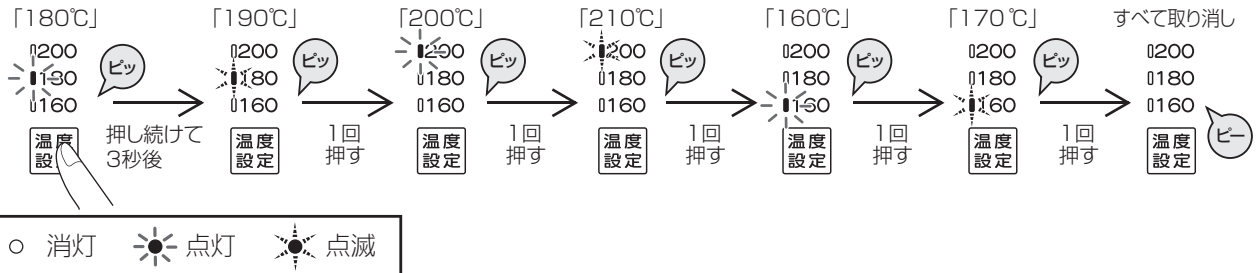 「180℃」 「190℃」 「200℃」 「210℃」 「160℃」 「170℃」 すべて取り消し
200 200 200 200 200 200 200
180 ピッ 180 ピッ 180 ピッ 180 ピッ 180 ピッ 180 ピッ 180
160 160 160 160 160 160 160 ピー
温度 押し続けて 温度 1回 温度 1回 温度 1回 温度 1回 温度 1回 温度
設定 3秒後 設定 押す 設定 押す 設定 押す 設定 押す 設定 押す 設定
消灯 点灯 点滅